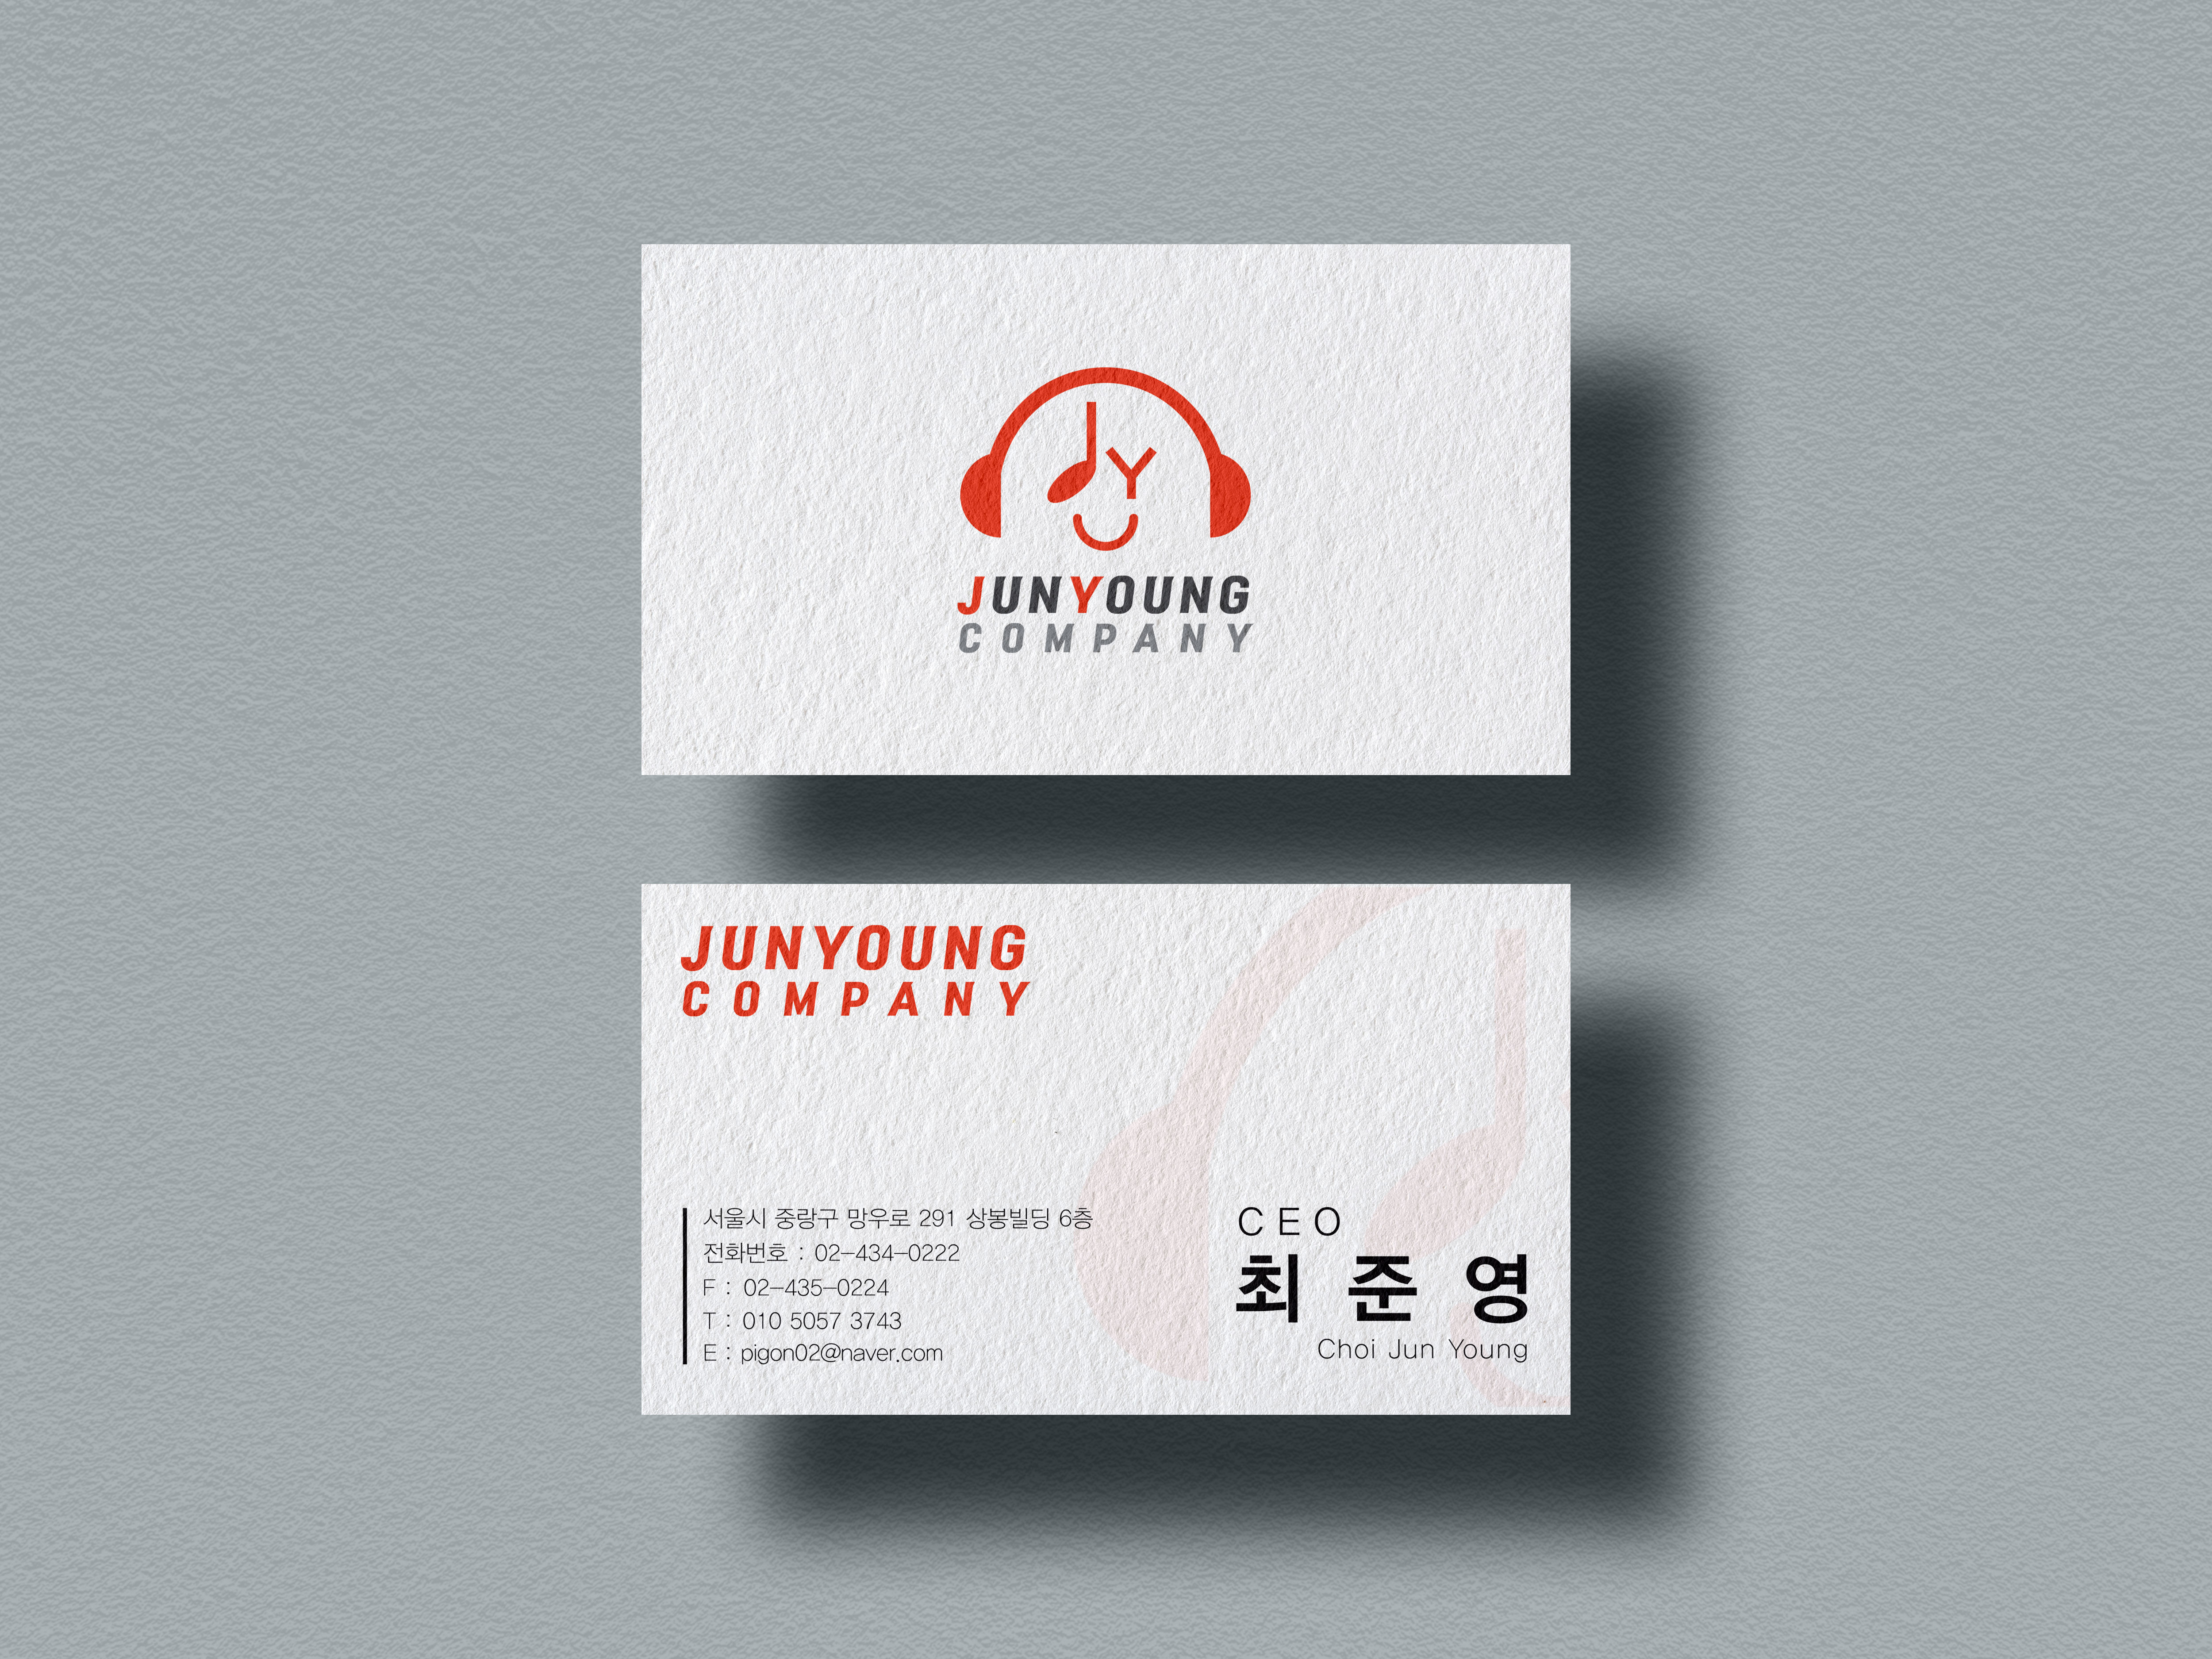 JY
JUNYOUNG
COMPANY
JUNYOUNG
COMPANY
서울시 중랑구 망우로 291 상봉빌딩 6층
전화번호 : 02-434-0222
F : 02-435-0224
T : 010 5057 3743
E : pigon02@naver.com
CEO
최 준 영
Choi Jun Young